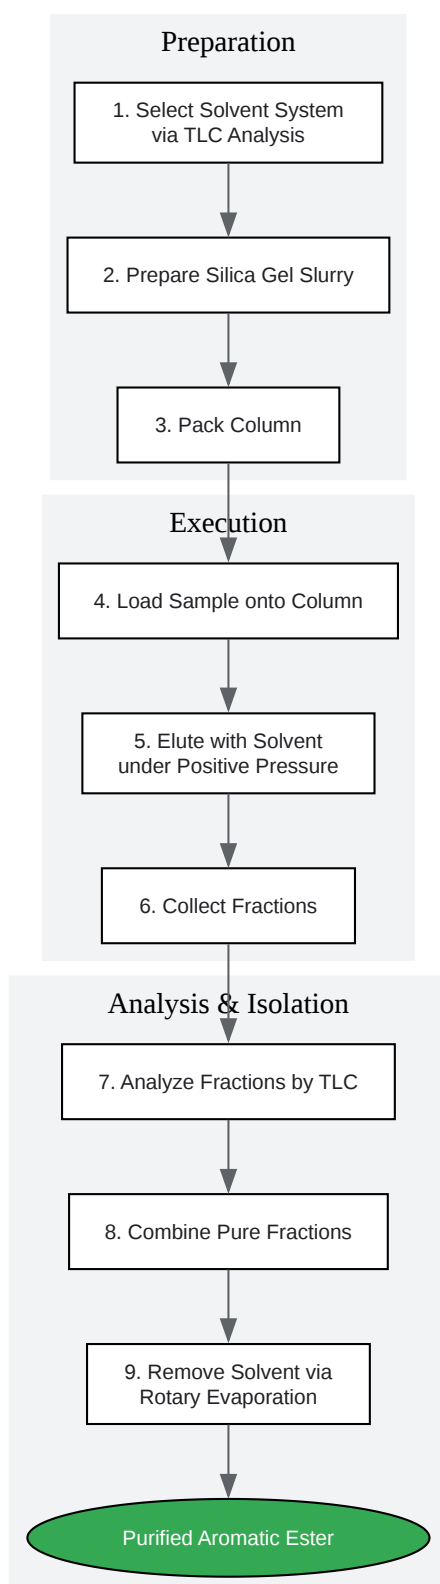 Preparation
1. Select Solvent System
via TLC Analysis
2. Prepare Silica Gel Slurry
3. Pack Column
Execution
4. Load Sample onto Column
5. Elute with Solvent
under Positive Pressure
6. Collect Fractions
Analysis & Isolation
7. Analyze Fractions by TLC
8. Combine Pure Fractions
9. Remove Solvent via
Rotary Evaporation
Purified Aromatic Ester